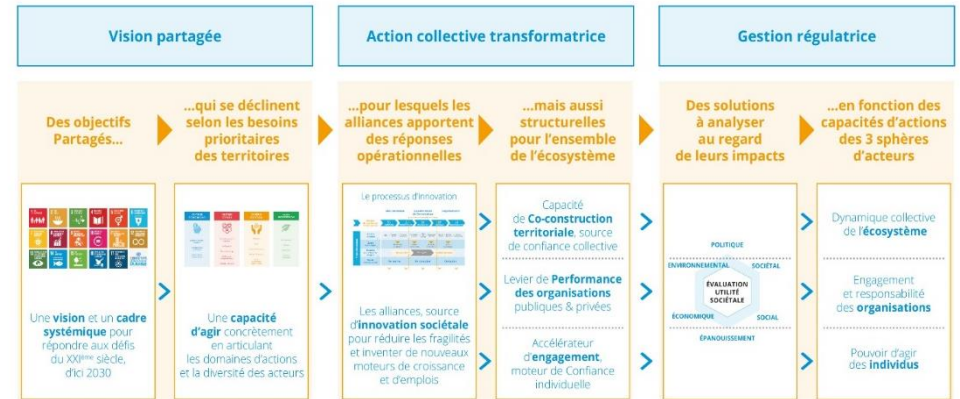 Vision partagée
Action collective transformatrice
Gestion régulatrice
Des objectifs
Partagés...
...qui se déclinent
selon les besoins
prioritaires
des territoires
...pour lesquels les
alliances apportent
des réponses
opérationnelles
...mais aussi
structurelles
pour l'ensemble
de l'écosystème
Des solutions
à analyser
au regard
de leurs impacts
...en fonction des
capacités d'actions
des 3 sphères
d'acteurs
Une vision et un cadre
systémique pour
répondre aux défis
du XXIème siècle,
d'ici 2030
Une capacité
d'agir concrètement
en articulant
les domaines d'actions
et la diversité des acteurs
Le processus d'innovation
Les alliances, source
d'innovation sociétale
pour réduire les fragilités
et inventer de nouveaux
moteurs de croissance
et d'emplois
Capacité
de Co-construction
territoriale, source
de confiance collective
Levier de Performance
des organisations
publiques & privées
Accélérateur
d'engagement,
moteur de Confiance
individuelle
POLITIQUE
ENVIRONNEMENTAL
SOCIÉTAL
ÉVALUATION
UTILITÉ
SOCIÉTALE
ÉCONOMIQUE
SOCIAL
ÉPANOUISSEMENT
Dynamique collective
de l'écosystème
Engagement
et responsabilité
des organisations
Pouvoir d'agir
des individus